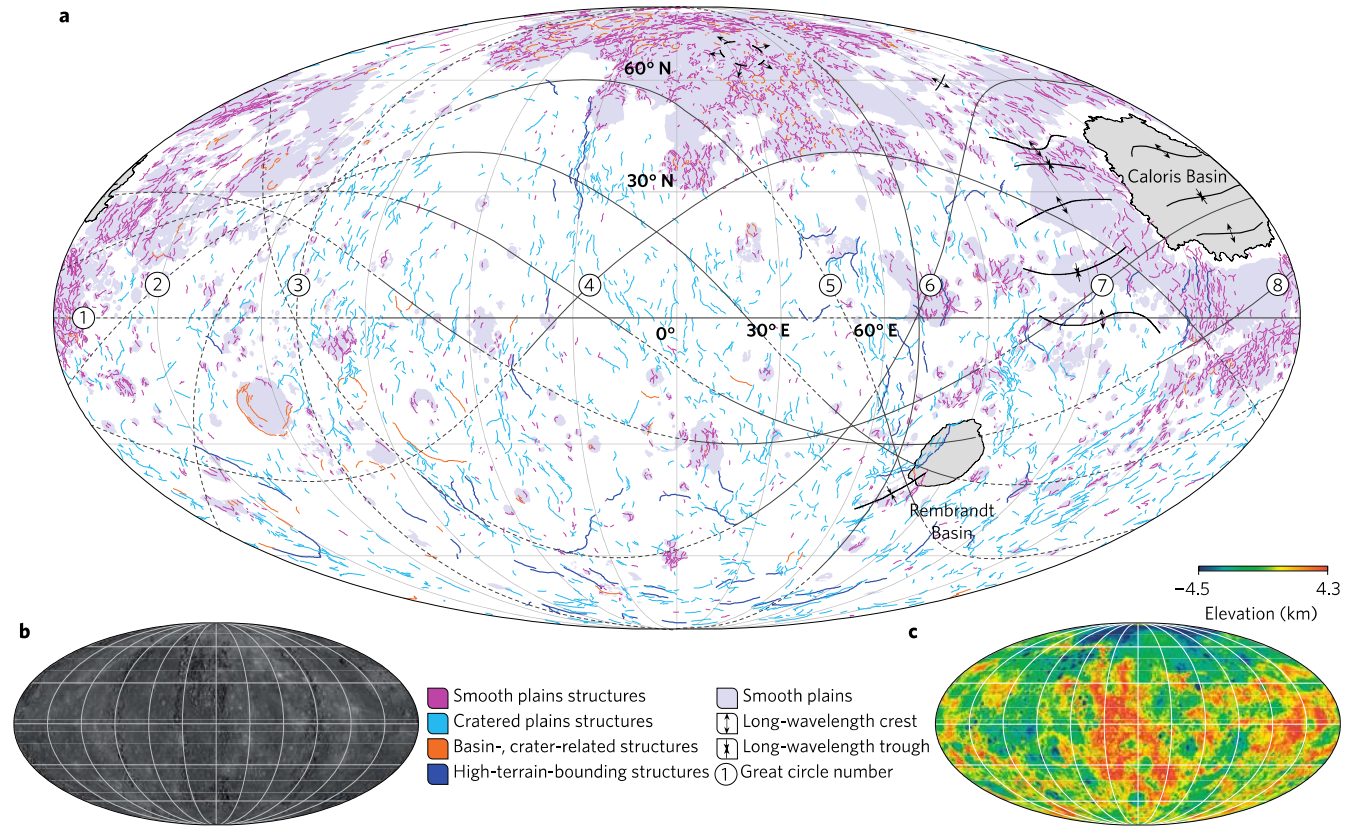 a
60° N
30° N
Caloris Basin
1
2
3
4
5
6
7
8
0°
30° E
60° E
Rembrandt
Basin
−4.5
4.3
Elevation (km)
b
c
Smooth plains structures
Cratered plains structures
Basin-, crater-related structures
High-terrain-bounding structures
Smooth plains
Long-wavelength crest
Long-wavelength trough
1 Great circle number